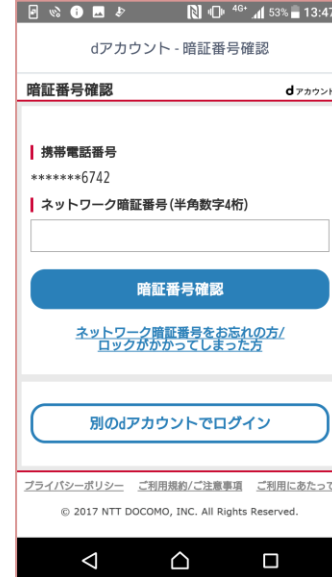 4G+ 53% 13:47
dアカウント - 暗証番号確認
暗証番号確認 dアカウント
携帯電話番号
*******6742
ネットワーク暗証番号(半角数字4桁)
暗証番号確認
ネットワーク暗証番号をお忘れの方/
ロックがかかってしまった方
別のdアカウントでログイン
プライバシーポリシー ご利用規約/ご注意事項 ご利用にあたって
© 2017 NTT DOCOMO, INC. All Rights Reserved.